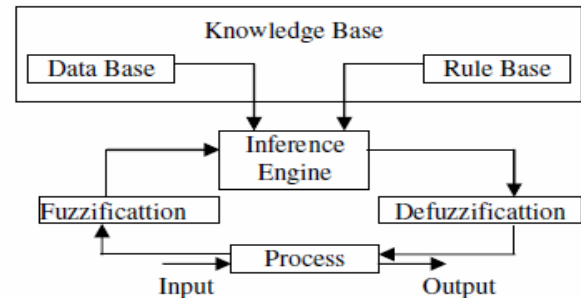 Knowledge Base
Data Base
Rule Base
Inference
Engine
Fuzzificattion
Defuzzificattion
Process
Input
Output